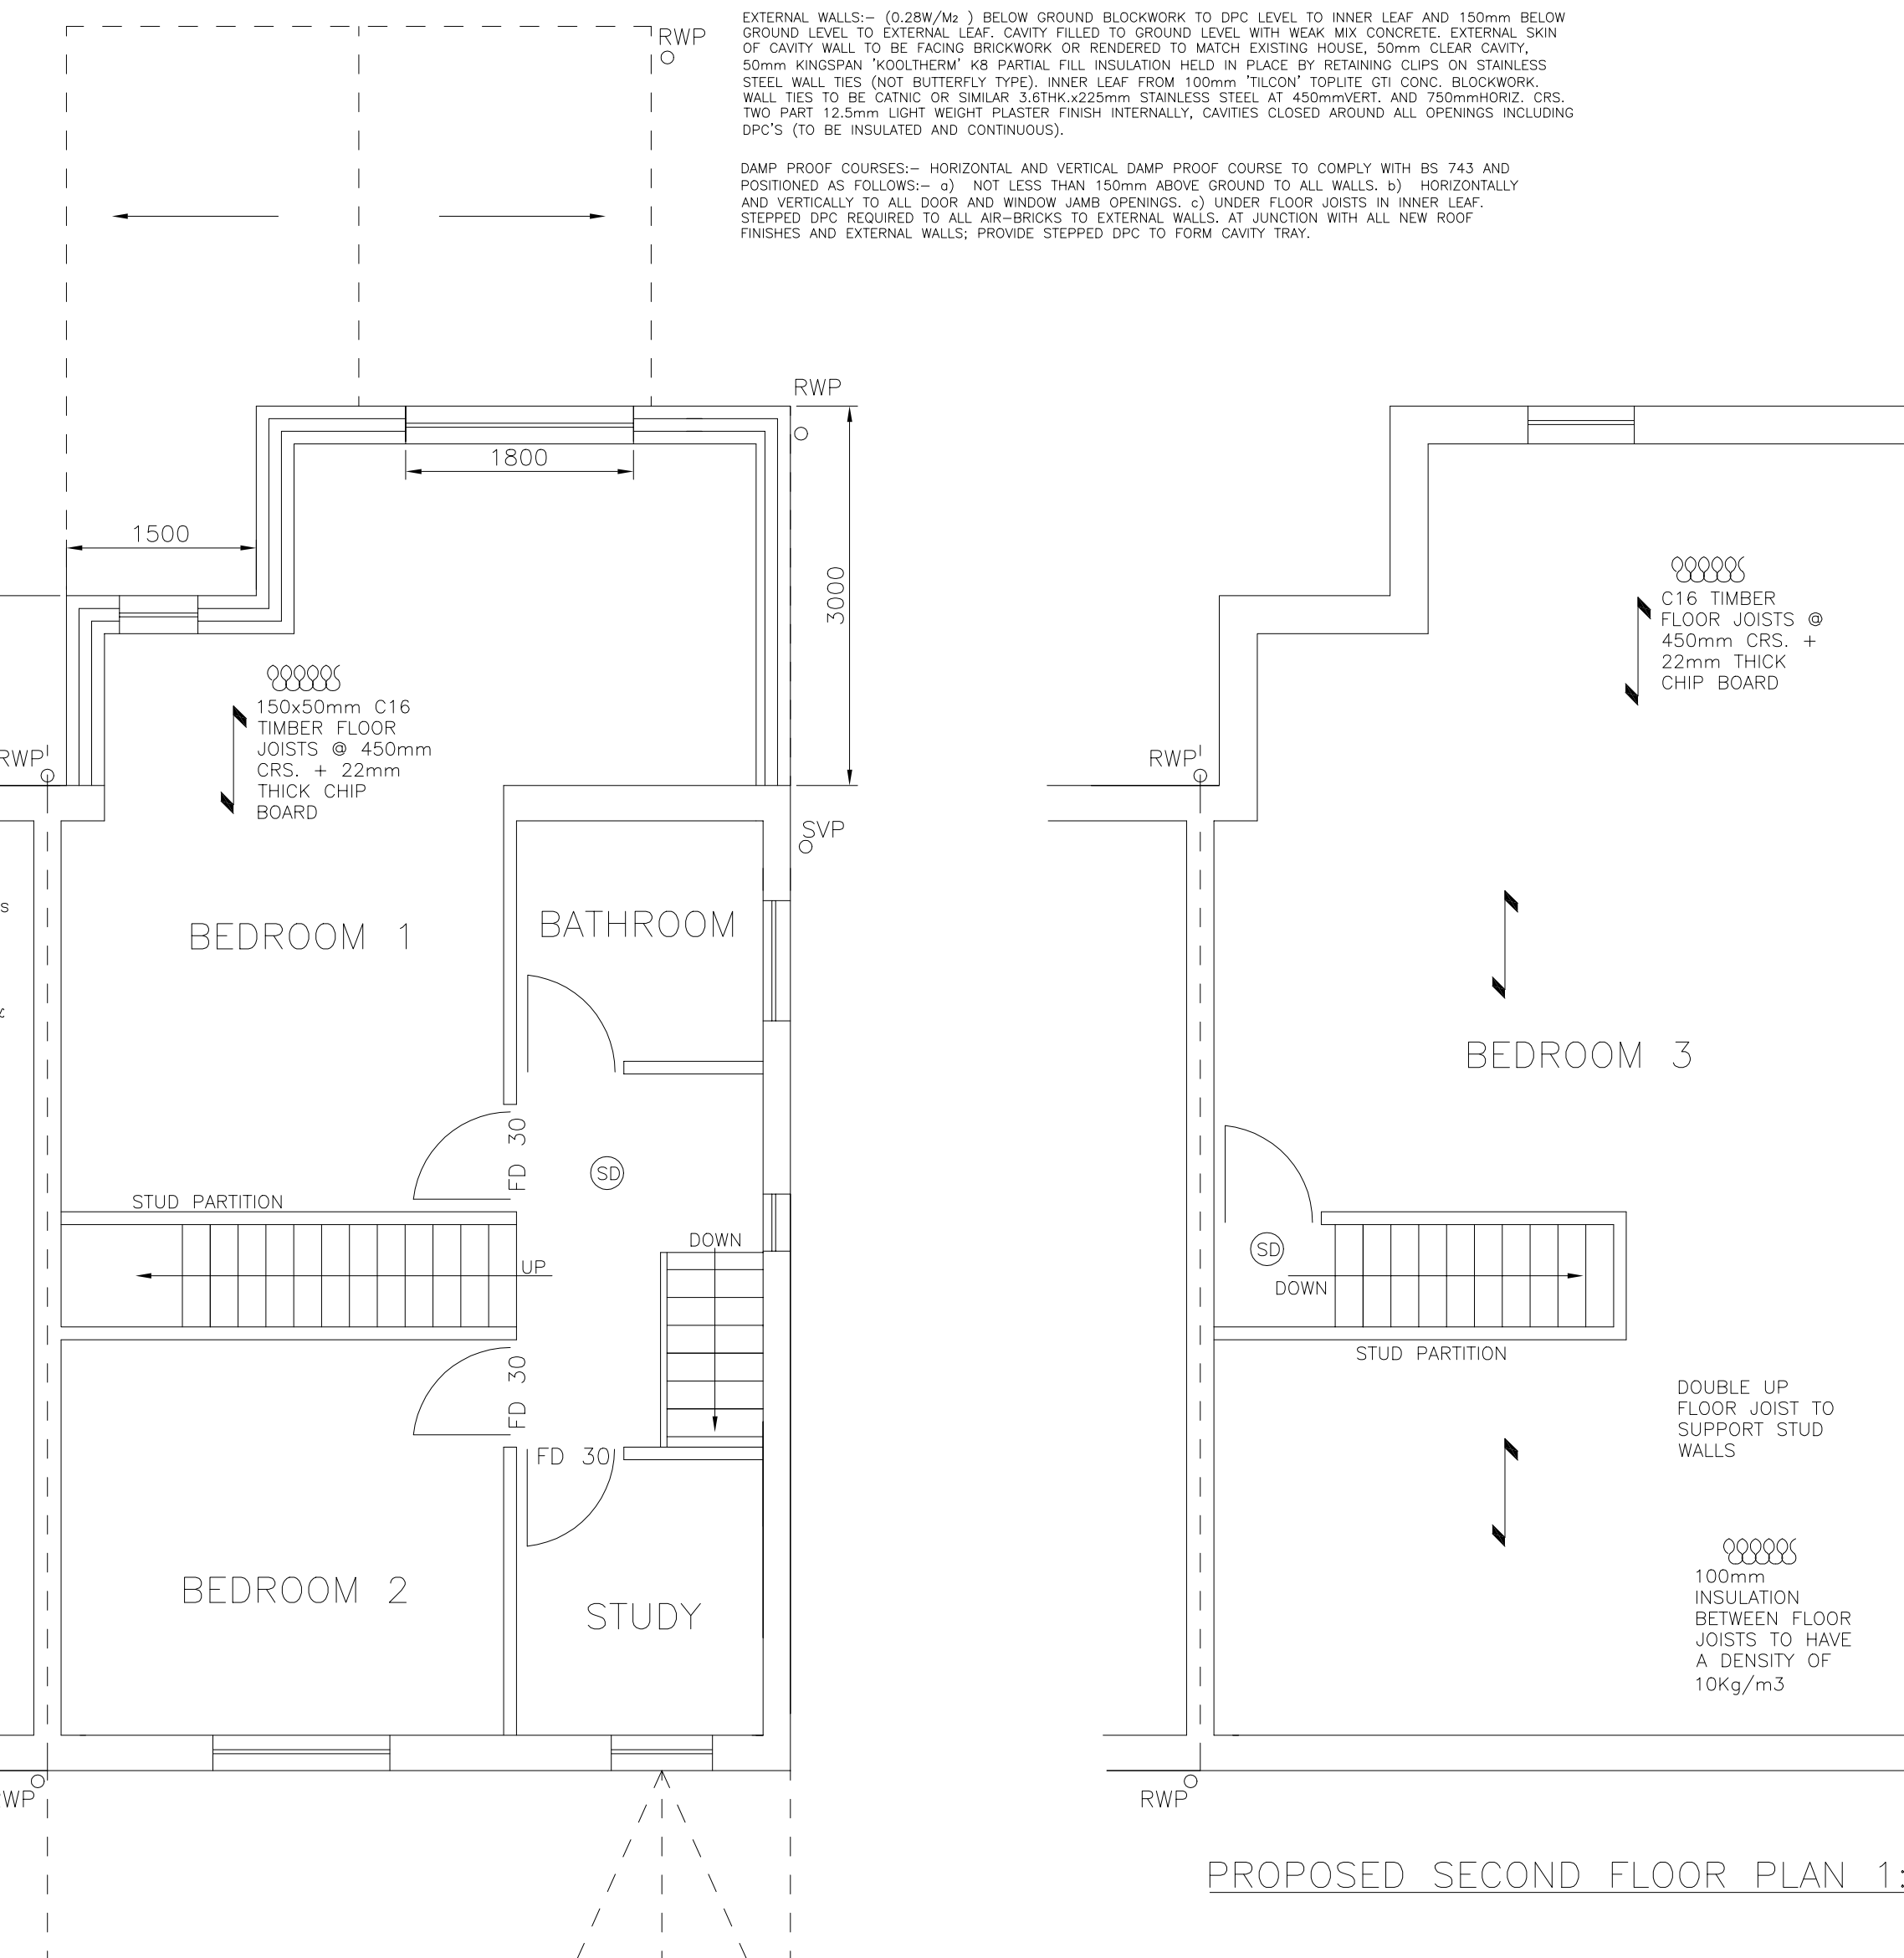 EXTERNAL WALLS:– (0.28W/M2 ) BELOW GROUND BLOCKWORK TO DPC LEVEL TO INNER LEAF AND 150mm BELOW
GROUND LEVEL TO EXTERNAL LEAF. CAVITY FILLED TO GROUND LEVEL WITH WEAK MIX CONCRETE. EXTERNAL SKIN
OF CAVITY WALL TO BE FACING BRICKWORK OR RENDERED TO MATCH EXISTING HOUSE, 50mm CLEAR CAVITY,
50mm KINGSPAN 'KOOLTHERM' K8 PARTIAL FILL INSULATION HELD IN PLACE BY RETAINING CLIPS ON STAINLESS
STEEL WALL TIES (NOT BUTTERFLY TYPE). INNER LEAF FROM 100mm 'TILCON' TOPLITE GTI CONC. BLOCKWORK.
WALL TIES TO BE CATNIC OR SIMILAR 3.6THK.x225mm STAINLESS STEEL AT 450mmVERT. AND 750mmHORIZ. CRS.
TWO PART 12.5mm LIGHT WEIGHT PLASTER FINISH INTERNALLY, CAVITIES CLOSED AROUND ALL OPENINGS INCLUDING
DPC'S (TO BE INSULATED AND CONTINUOUS).
DAMP PROOF COURSES:– HORIZONTAL AND VERTICAL DAMP PROOF COURSE TO COMPLY WITH BS 743 AND
POSITIONED AS FOLLOWS:– a) NOT LESS THAN 150mm ABOVE GROUND TO ALL WALLS. b) HORIZONTALLY
AND VERTICALLY TO ALL DOOR AND WINDOW JAMB OPENINGS. c) UNDER FLOOR JOISTS IN INNER LEAF.
STEPPED DPC REQUIRED TO ALL AIR–BRICKS TO EXTERNAL WALLS. AT JUNCTION WITH ALL NEW ROOF
FINISHES AND EXTERNAL WALLS; PROVIDE STEPPED DPC TO FORM CAVITY TRAY.
RWP
RWP
1800
1500
3000
150x50mm C16
TIMBER FLOOR
JOISTS @ 450mm
CRS. + 22mm
THICK CHIP
BOARD
RWP
SVP
BEDROOM 1
BATHROOM
FD 30
SD
STUD PARTITION
UP
DOWN
FD 30
FD 30
BEDROOM 2
STUDY
WP
C16 TIMBER
FLOOR JOISTS @
450mm CRS. +
22mm THICK
CHIP BOARD
RWP
BEDROOM 3
SD
DOWN
STUD PARTITION
DOUBLE UP
FLOOR JOIST TO
SUPPORT STUD
WALLS
100mm
INSULATION
BETWEEN FLOOR
JOISTS TO HAVE
A DENSITY OF
10Kg/m3
RWP
PROPOSED SECOND FLOOR PLAN 1: